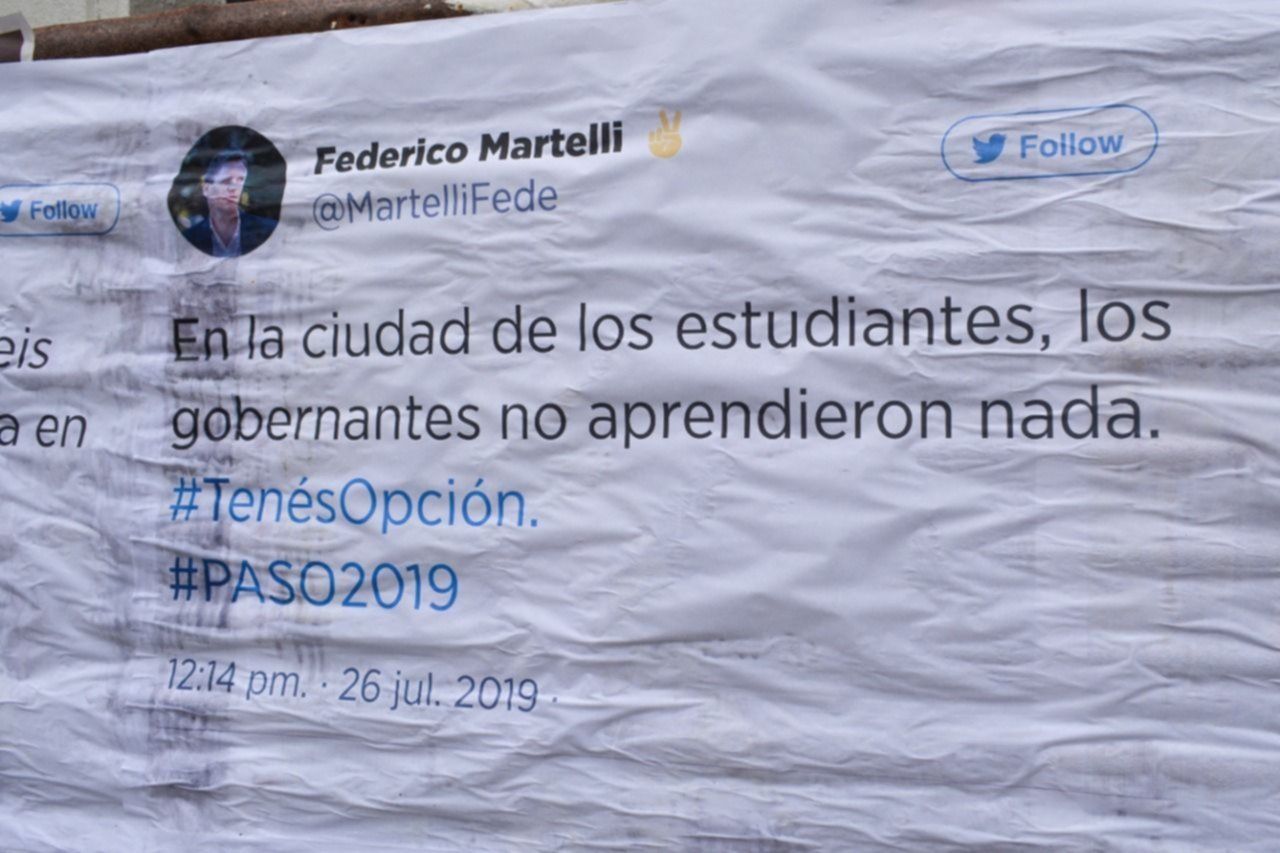 Federico Martelli ✌
@MartelliFede
Follow
Follow
eis
a en
En la ciudad de los estudiantes, los
gobernantes no aprendieron nada.
#TenésOpción.
#PASO2019
12:14 pm. · 26 jul. 2019 ·